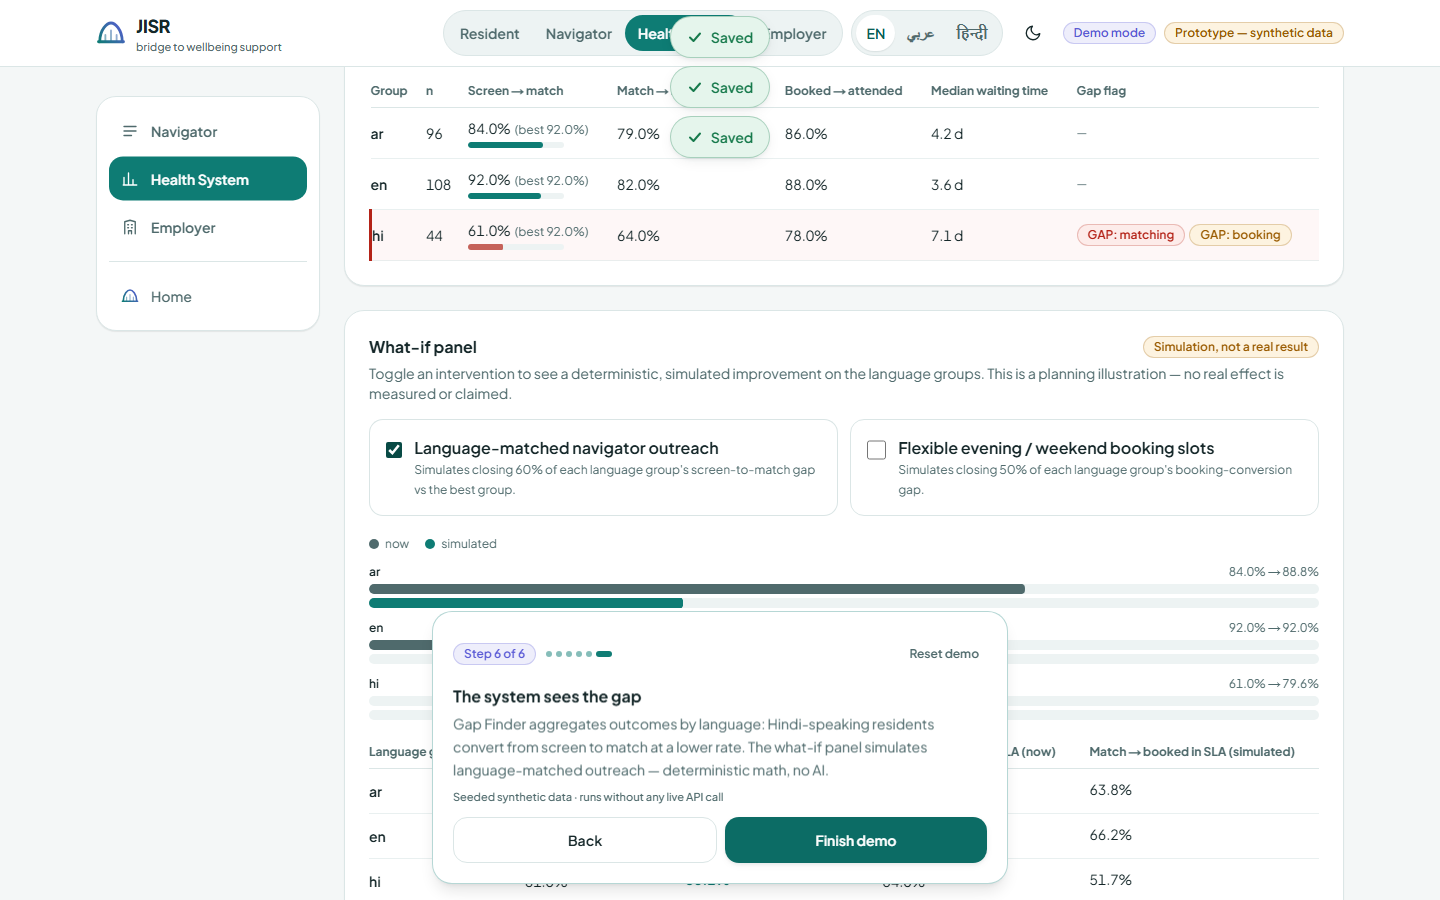 JISR
bridge to wellbeing support
Resident
Navigator
Employer
EN
عربي
हिन्दी
Demo mode
Prototype — synthetic data
Saved
Saved
Saved
Navigator
Health System
Employer
Home
Group
n
Screen → match
Match →
Booked → attended
Median waiting time
Gap flag
ar
96
84.0% (best 92.0%)
79.0%
86.0%
4.2 d
—
en
108
92.0% (best 92.0%)
82.0%
88.0%
3.6 d
—
hi
44
61.0% (best 92.0%)
64.0%
78.0%
7.1 d
GAP: matching
GAP: booking
What-if panel
Simulation, not a real result
Toggle an intervention to see a deterministic, simulated improvement on the language groups. This is a planning illustration — no real effect is
measured or claimed.
Language-matched navigator outreach
Simulates closing 60% of each language group's screen-to-match gap
vs the best group.
Flexible evening / weekend booking slots
Simulates closing 50% of each language group's booking-conversion
gap.
now
simulated
ar
84.0% → 88.8%
en
92.0% → 92.0%
hi
61.0% → 79.6%
Language
(now)
Match → booked in SLA (simulated)
ar
63.8%
en
66.2%
hi
51.7%
Step 6 of 6
Reset demo
The system sees the gap
Gap Finder aggregates outcomes by language: Hindi-speaking residents
convert from screen to match at a lower rate. The what-if panel simulates
language-matched outreach — deterministic math, no AI.
Seeded synthetic data · runs without any live API call
Back
Finish demo